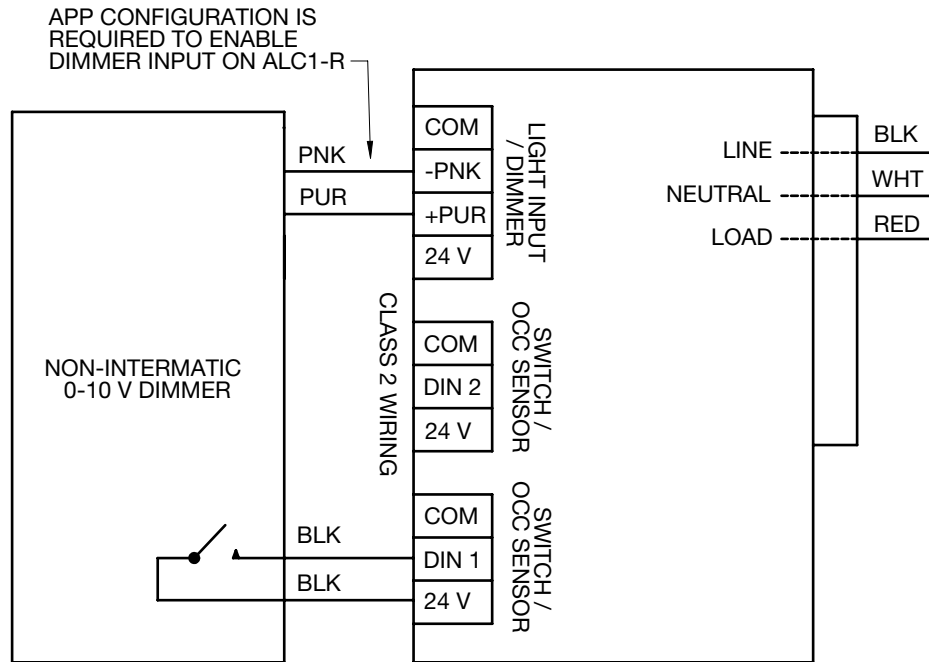 APP CONFIGURATION IS
REQUIRED TO ENABLE
DIMMER INPUT ON ALC1-R
NON-INTERMATIC
0-10 V DIMMER
PNK
PUR
BLK
BLK
CLASS 2 WIRING
COM
-PNK
+PUR
24 V
LIGHT INPUT
/ DIMMER
COM
DIN 2
24 V
SWITCH /
OCC SENSOR
COM
DIN 1
24 V
SWITCH /
OCC SENSOR
LINE
BLK
NEUTRAL
WHT
LOAD
RED